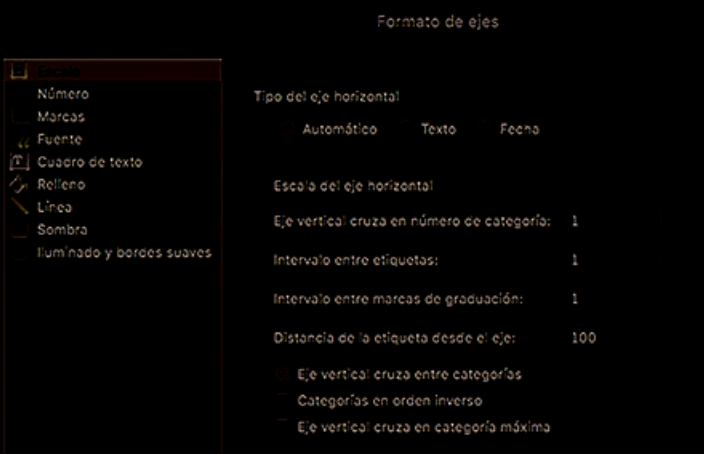 Formato de ejes
Escala
Número
Marcas
Fuente
Cuadro de texto
Relleno
Línea
Sombra
Iluminado y bordes suaves
Tipo del eje horizontal
Automático Texto Fecha
Escala del eje horizontal
Eje vertical cruza en número de categoría: 1
Intervalo entre etiquetas: 1
Intervalo entre marcas de graduación: 1
Distancia de la etiqueta desde el eje: 100
Eje vertical cruza entre categorías
Categorías en orden inverso
Eje vertical cruza en categoría máxima